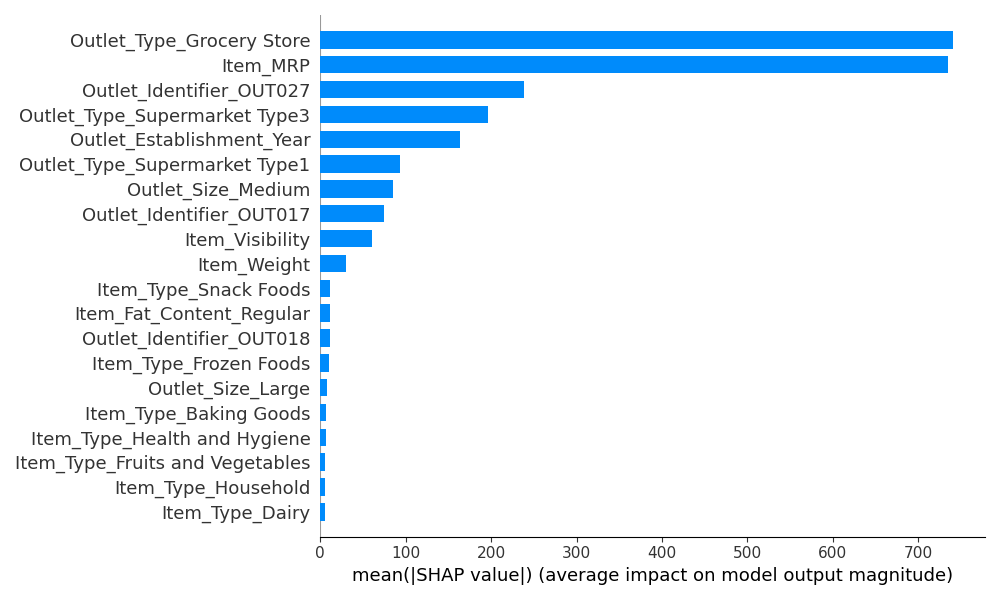 Outlet_Type_Grocery Store
Item_MRP
Outlet_Identifier_OUT027
Outlet_Type_Supermarket Type3
Outlet_Establishment_Year
Outlet_Type_Supermarket Type1
Outlet_Size_Medium
Outlet_Identifier_OUT017
Item_Visibility
Item_Weight
Item_Type_Snack Foods
Item_Fat_Content_Regular
Outlet_Identifier_OUT018
Item_Type_Frozen Foods
Outlet_Size_Large
Item_Type_Baking Goods
Item_Type_Health and Hygiene
Item_Type_Fruits and Vegetables
Item_Type_Household
Item_Type_Dairy
0 100 200 300 400 500 600 700
mean(|SHAP value|) (average impact on model output magnitude)